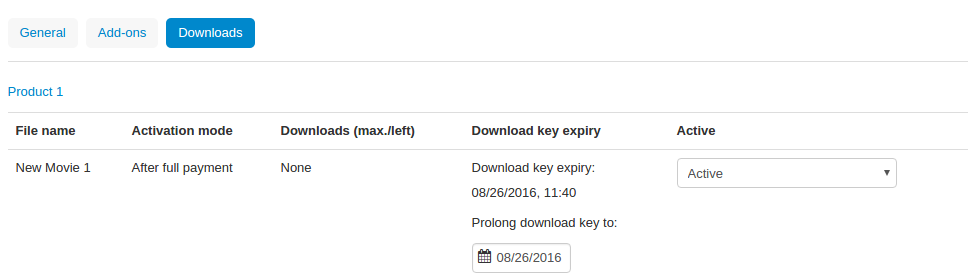 General Add-ons Downloads
Product 1
File name Activation mode Downloads (max./left) Download key expiry Active
New Movie 1 After full payment None Download key expiry: Active
08/26/2016, 11:40
Prolong download key to:
08/26/2016